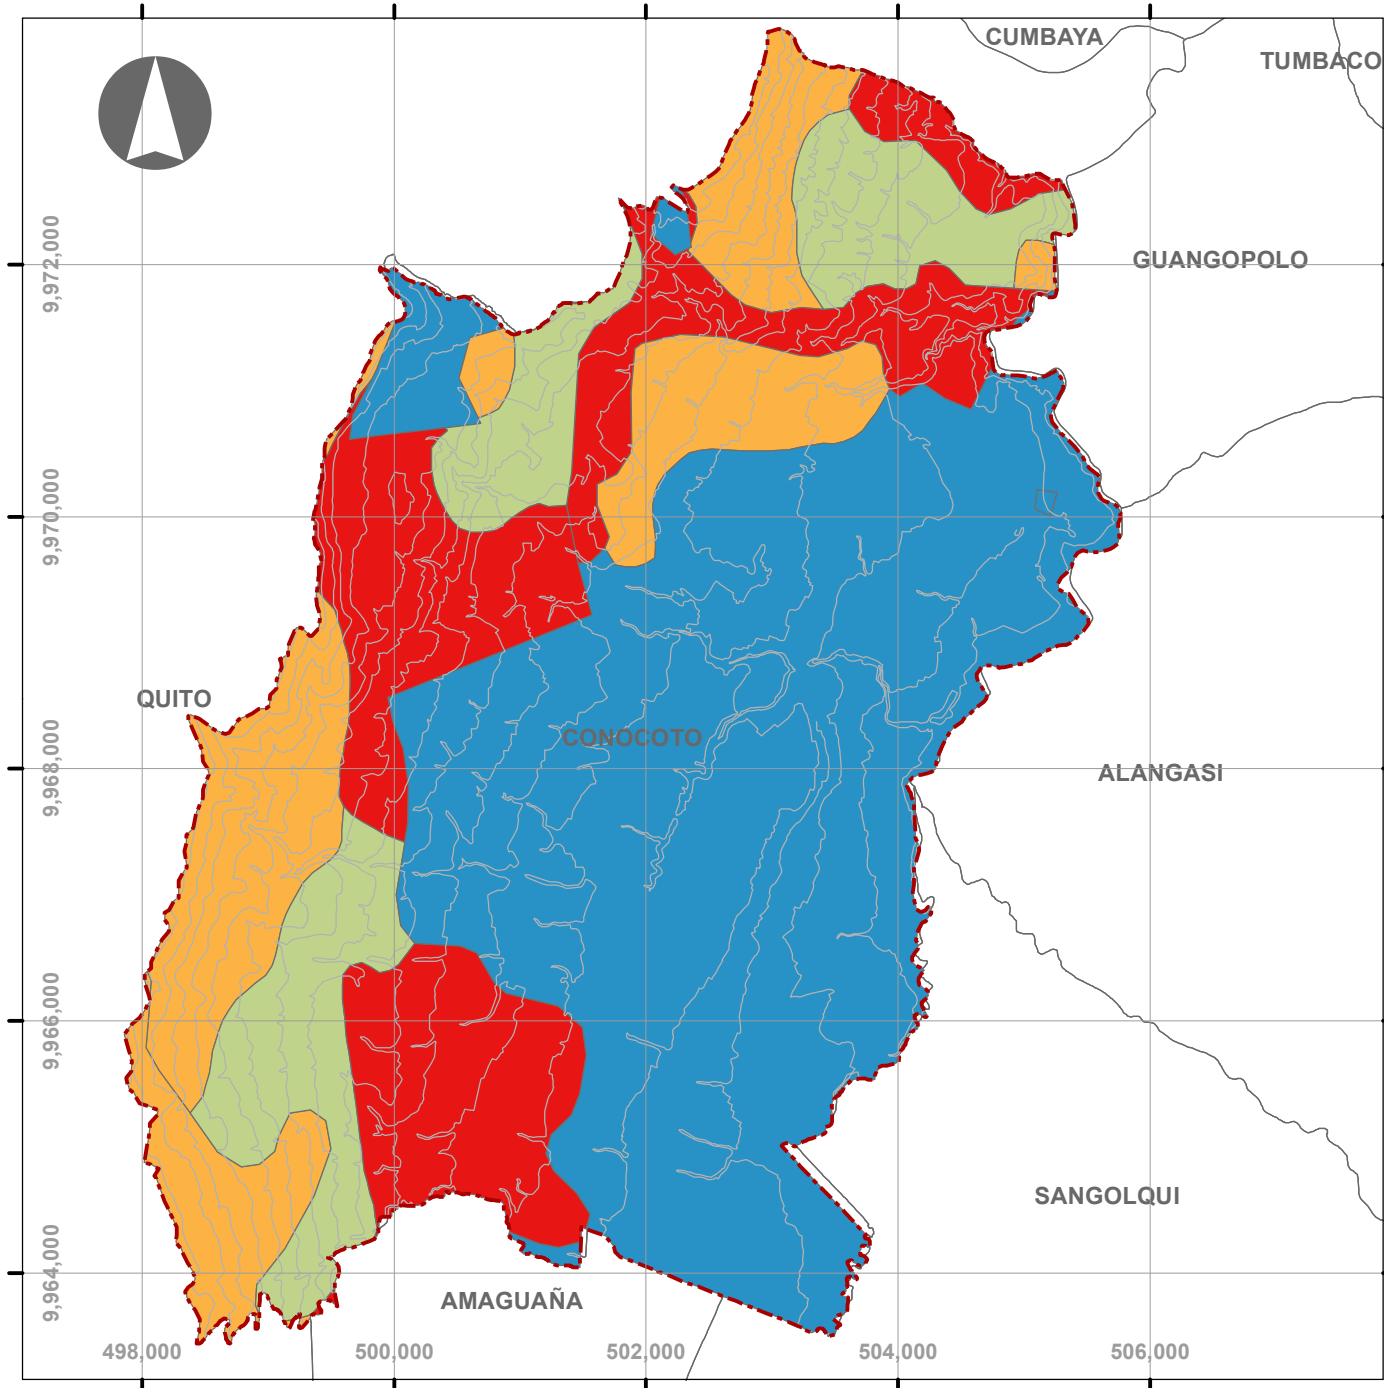 CUMBAYA
TUMBACO
GUANGOPOLO
9,972,000
9,970,000
QUITO
CONOCOTO
9,968,000
ALANGASI
9,966,000
SANGOLQUI
9,964,000
AMAGUAÑA
498,000
500,000
502,000
504,000
506,000